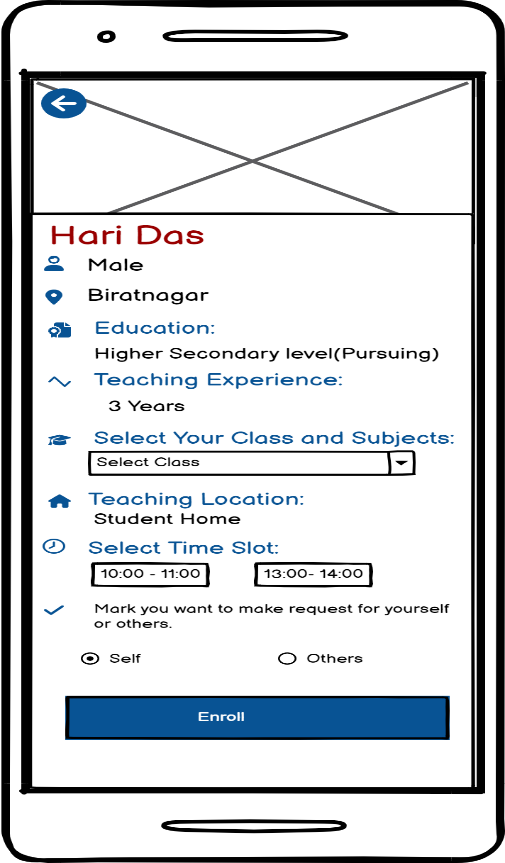 Hari Das
Male
Biratnagar
Education:
Higher Secondary level(Pursuing)
Teaching Experience:
3 Years
Select Your Class and Subjects:
Select Class
Teaching Location:
Student Home
Select Time Slot:
10:00 - 11:00 13:00- 14:00
Mark you want to make request for yourself
or others.
Self Others
Enroll